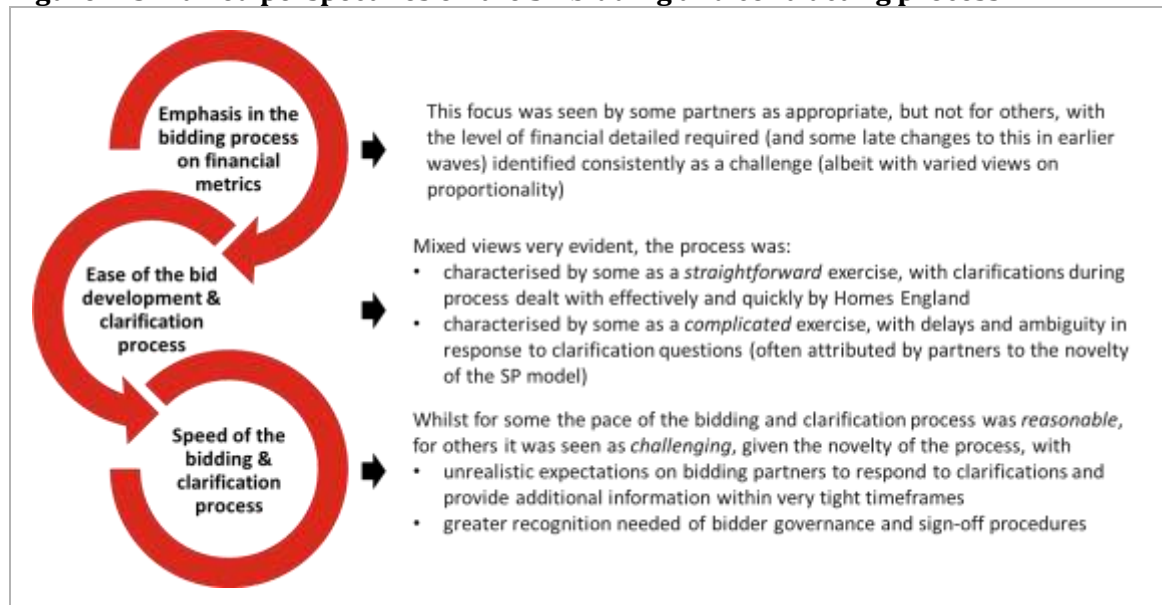 Emphasis in the
bidding process
on financial
metrics
This focus was seen by some partners as appropriate, but not for others, with
the level of financial detailed required (and some late changes to this in earlier
waves) identified consistently as a challenge (albeit with varied views on
proportionality)
Ease of the bid
development &
clarification
process
Mixed views very evident, the process was:
• characterised by some as a straightforward exercise, with clarifications during
process dealt with effectively and quickly by Homes England
• characterised by some as a complicated exercise, with delays and ambiguity in
response to clarification questions (often attributed by partners to the novelty
of the SP model)
Speed of the
bidding &
clarification
process
Whilst for some the pace of the bidding and clarification process was reasonable,
for others it was seen as challenging, given the novelty of the process, with
• unrealistic expectations on bidding partners to respond to clarifications and
provide additional information within very tight timeframes
• greater recognition needed of bidder governance and sign-off procedures